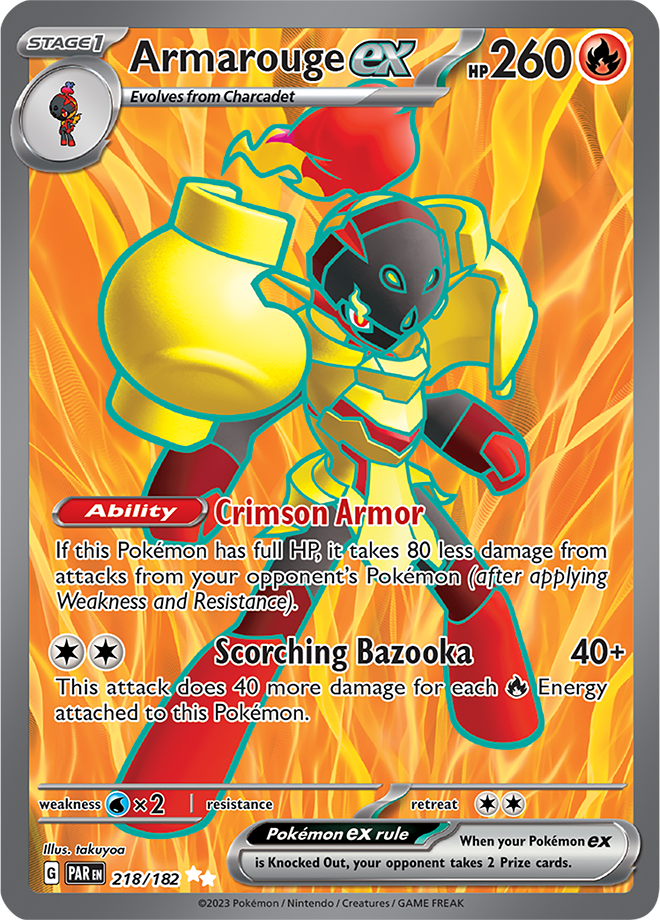 STAGE1
Armarouge ex HP 260
Evolves from Charcadet
Ability Crimson Armor
If this Pokémon has full HP, it takes 80 less damage from
attacks from your opponent's Pokémon (after applying
Weakness and Resistance).
Scorching Bazooka 40+
This attack does 40 more damage for each Energy
attached to this Pokémon.
weakness ×2 resistance retreat
Illus. takuyoa
Pokémon ex rule When your Pokémon ex
is Knocked Out, your opponent takes 2 Prize cards.
G PAR EN 218/182
©2023 Pokémon / Nintendo / Creatures / GAME FREAK